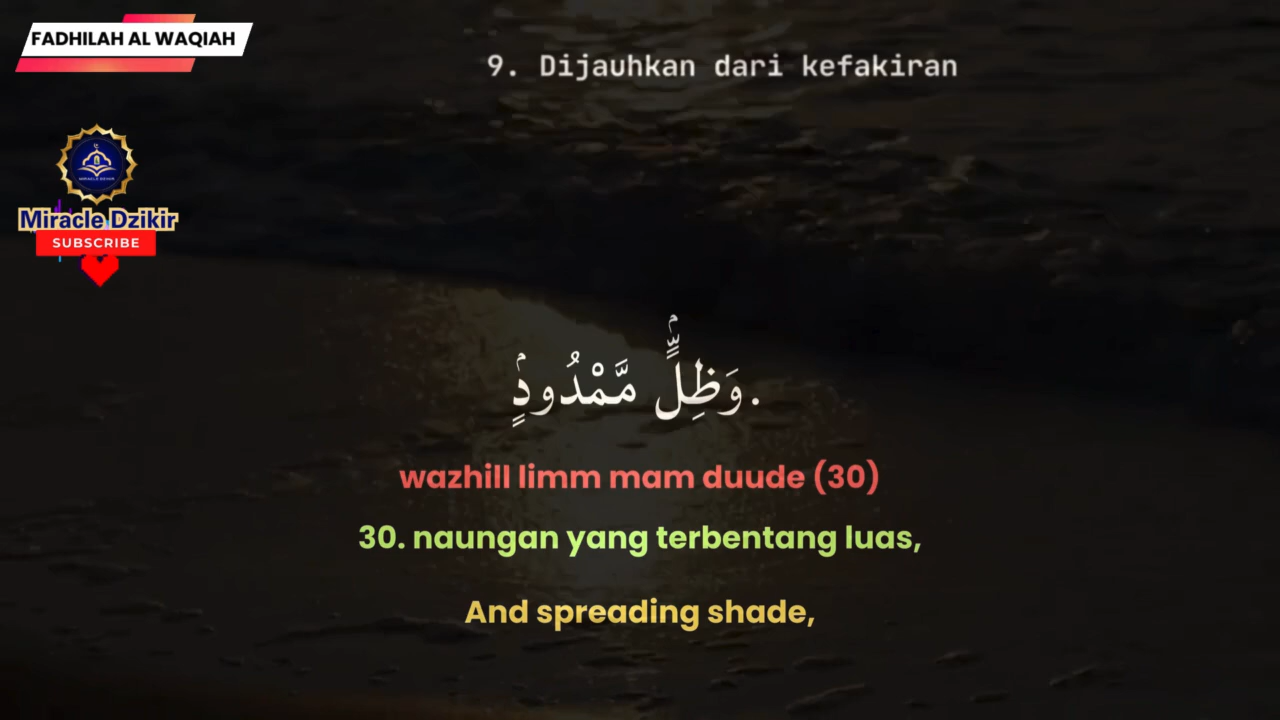 FADHILAH AL WAQIAH
9. Dijauhkan dari kefakiran
Miracle Dzikir
SUBSCRIBE
.وَظِلٍّۢ مَّمْدُودٍۢ
wazhill limm mam duude (30)
30. naungan yang terbentang luas,
And spreading shade,